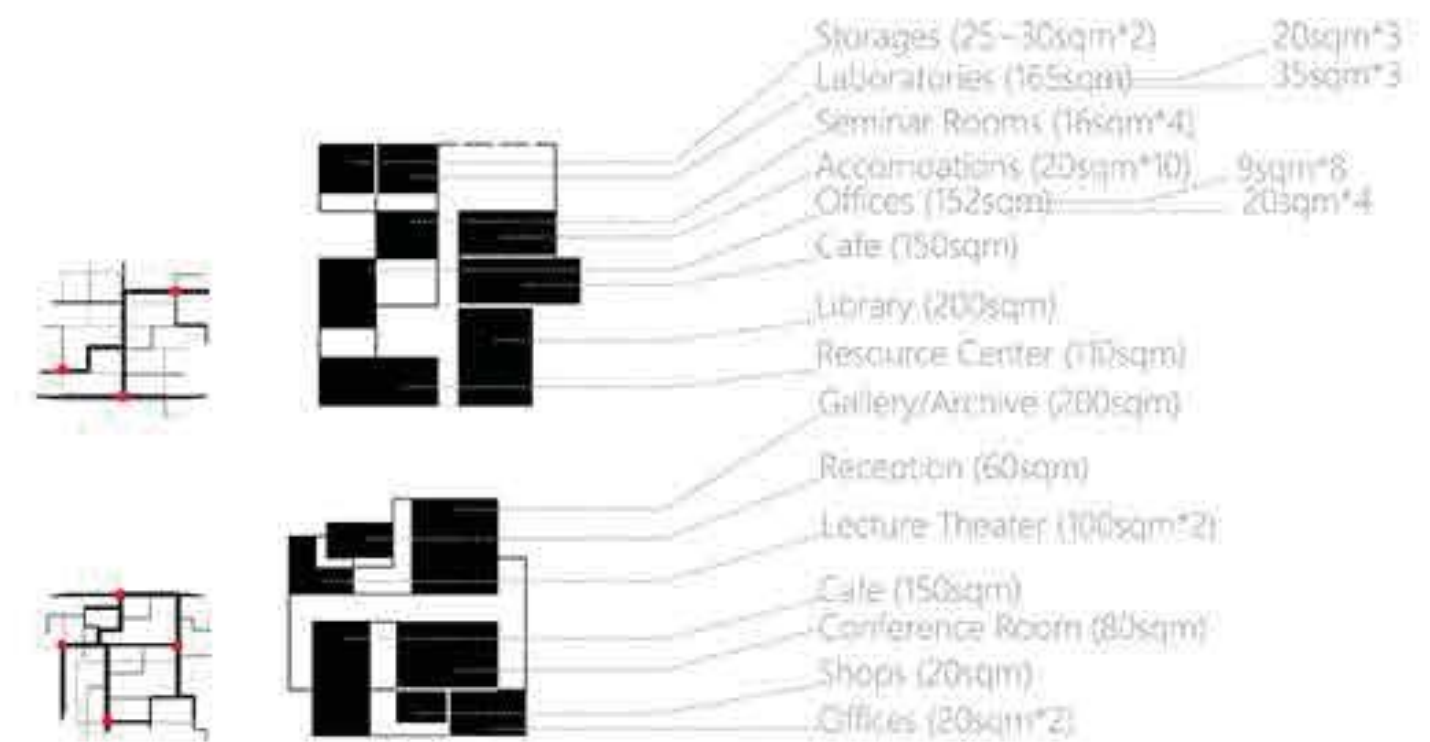 Storages (25~30sqm*2) 20sqm*3
Laboratories (165sqm) 35sqm*3
Seminar Rooms (16sqm*4)
Accomodations (20sqm*10) 9sqm*8
Offices (152sqm) 20sqm*4
Cafe (150sqm)
Library (200sqm)
Resource Center (110sqm)
Gallery/Archive (200sqm)
Reception (60sqm)
Lecture Theater (100sqm*2)
Cafe (150sqm)
Conference Room (80sqm)
Shops (20sqm)
Offices (20sqm*2)